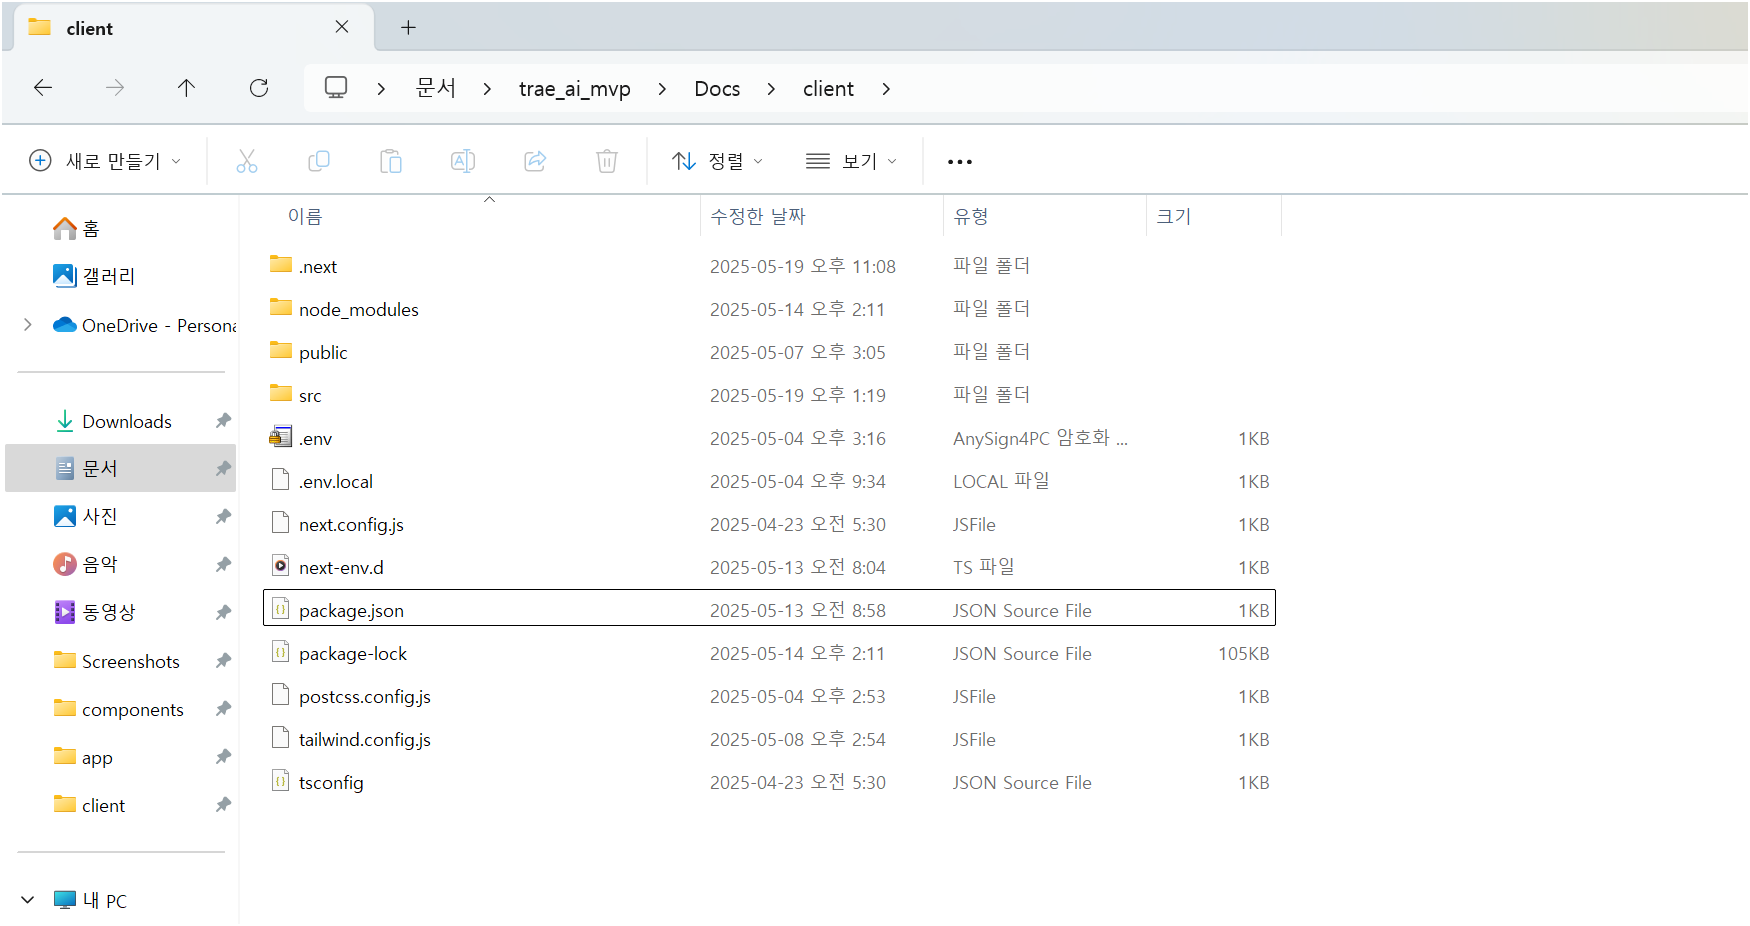 client
문서 trae_ai_mvp Docs client
새로 만들기 정렬 보기
이름 수정한 날짜 유형 크기
홈
갤러리
OneDrive - Persona
Downloads
문서
사진
음악
동영상
Screenshots
components
app
client
내 PC
.next 2025-05-19 오후 11:08 파일 폴더
node_modules 2025-05-14 오후 2:11 파일 폴더
public 2025-05-07 오후 3:05 파일 폴더
src 2025-05-19 오후 1:19 파일 폴더
.env 2025-05-04 오후 3:16 AnySign4PC 암호화 ... 1KB
.env.local 2025-05-04 오후 9:34 LOCAL 파일 1KB
next.config.js 2025-04-23 오전 5:30 JSFile 1KB
next-env.d 2025-05-13 오전 8:04 TS 파일 1KB
package.json 2025-05-13 오전 8:58 JSON Source File 1KB
package-lock 2025-05-14 오후 2:11 JSON Source File 105KB
postcss.config.js 2025-05-04 오후 2:53 JSFile 1KB
tailwind.config.js 2025-05-08 오후 2:54 JSFile 1KB
tsconfig 2025-04-23 오전 5:30 JSON Source File 1KB